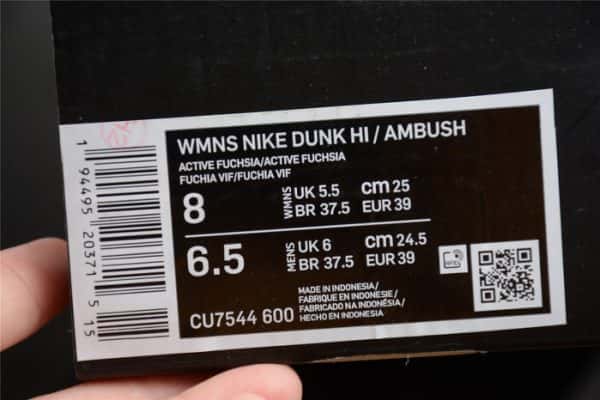 WMNS NIKE DUNK HI / AMBUSH
ACTIVE FUCHSIA/ACTIVE FUCHSIA
FUCHIA VIF/FUCHIA VIF
8 WMNS UK 5.5 cm 25
BR 37.5 EUR 39
6.5 MENS UK 6 cm 24.5
BR 37.5 EUR 39
MADE IN INDONESIA/
FABRIQUE EN INDONESIE/
FABRICADO NA INDONÉSIA/
CU7544 600 HECHO EN INDONESIA
1 94495 20371 5 15